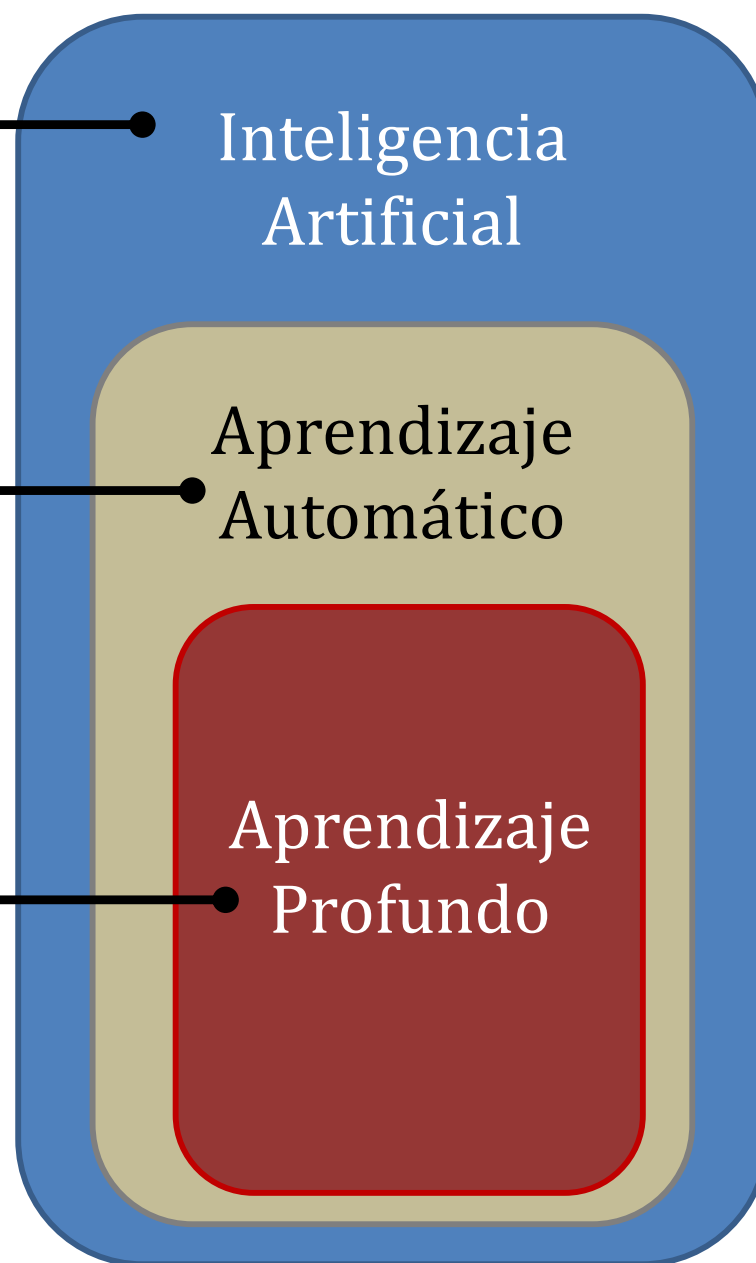 Inteligencia
Artificial
Aprendizaje
Automático
Aprendizaje
Profundo